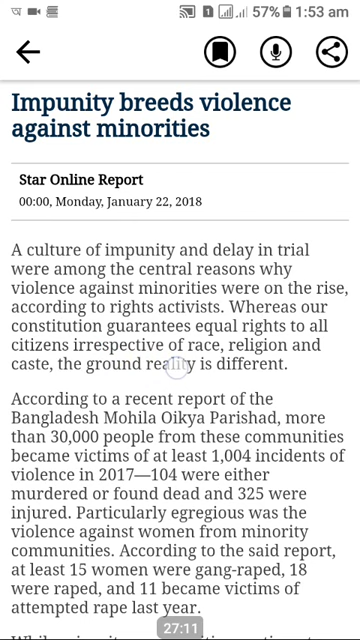 অ 1 57% 1:53 am
Impunity breeds violence
against minorities
Star Online Report
00:00, Monday, January 22, 2018
A culture of impunity and delay in trial
were among the central reasons why
violence against minorities were on the rise,
according to rights activists. Whereas our
constitution guarantees equal rights to all
citizens irrespective of race, religion and
caste, the ground reality is different.
According to a recent report of the
Bangladesh Mohila Oikya Parishad, more
than 30,000 people from these communities
became victims of at least 1,004 incidents of
violence in 2017—104 were either
murdered or found dead and 325 were
injured. Particularly egregious was the
violence against women from minority
communities. According to the said report,
at least 15 women were gang-raped, 18
were raped, and 11 became victims of
attempted rape last year.
27:11